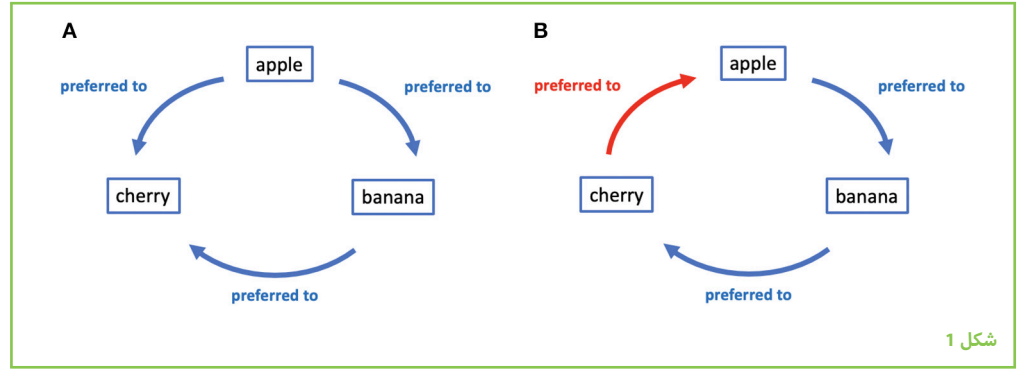 A
apple
preferred to
preferred to
cherry
banana
preferred to
B
apple
preferred to
preferred to
cherry
banana
preferred to
شكل 1